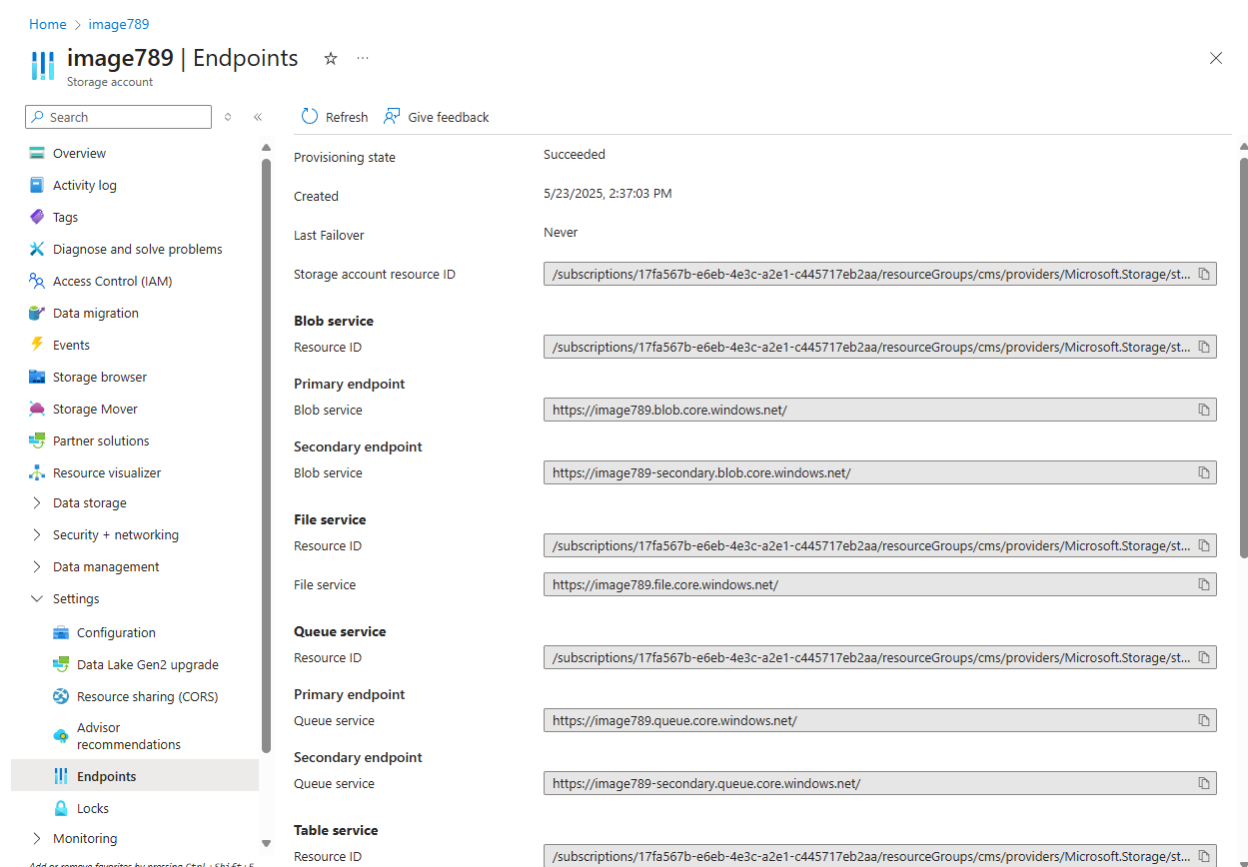 Home > image789
image789 | Endpoints
Storage account
Search
Refresh Give feedback
Overview
Activity log
Tags
Diagnose and solve problems
Access Control (IAM)
Data migration
Events
Storage browser
Storage Mover
Partner solutions
Resource visualizer
Data storage
Security + networking
Data management
Settings
Configuration
Data Lake Gen2 upgrade
Resource sharing (CORS)
Advisor
recommendations
Endpoints
Locks
Monitoring
Add or remove favorites by pressing Ctrl+Shift+F
Provisioning state Succeeded
Created 5/23/2025, 2:37:03 PM
Last Failover Never
Storage account resource ID /subscriptions/17fa567b-e6eb-4e3c-a2e1-c445717eb2aa/resourceGroups/cms/providers/Microsoft.Storage/st...
Blob service
Resource ID /subscriptions/17fa567b-e6eb-4e3c-a2e1-c445717eb2aa/resourceGroups/cms/providers/Microsoft.Storage/st...
Primary endpoint
Blob service https://image789.blob.core.windows.net/
Secondary endpoint
Blob service https://image789-secondary.blob.core.windows.net/
File service
Resource ID /subscriptions/17fa567b-e6eb-4e3c-a2e1-c445717eb2aa/resourceGroups/cms/providers/Microsoft.Storage/st...
File service https://image789.file.core.windows.net/
Queue service
Resource ID /subscriptions/17fa567b-e6eb-4e3c-a2e1-c445717eb2aa/resourceGroups/cms/providers/Microsoft.Storage/st...
Primary endpoint
Queue service https://image789.queue.core.windows.net/
Secondary endpoint
Queue service https://image789-secondary.queue.core.windows.net/
Table service
Resource ID /subscriptions/17fa567b-e6eb-4e3c-a2e1-c445717eb2aa/resourceGroups/cms/providers/Microsoft.Storage/st...